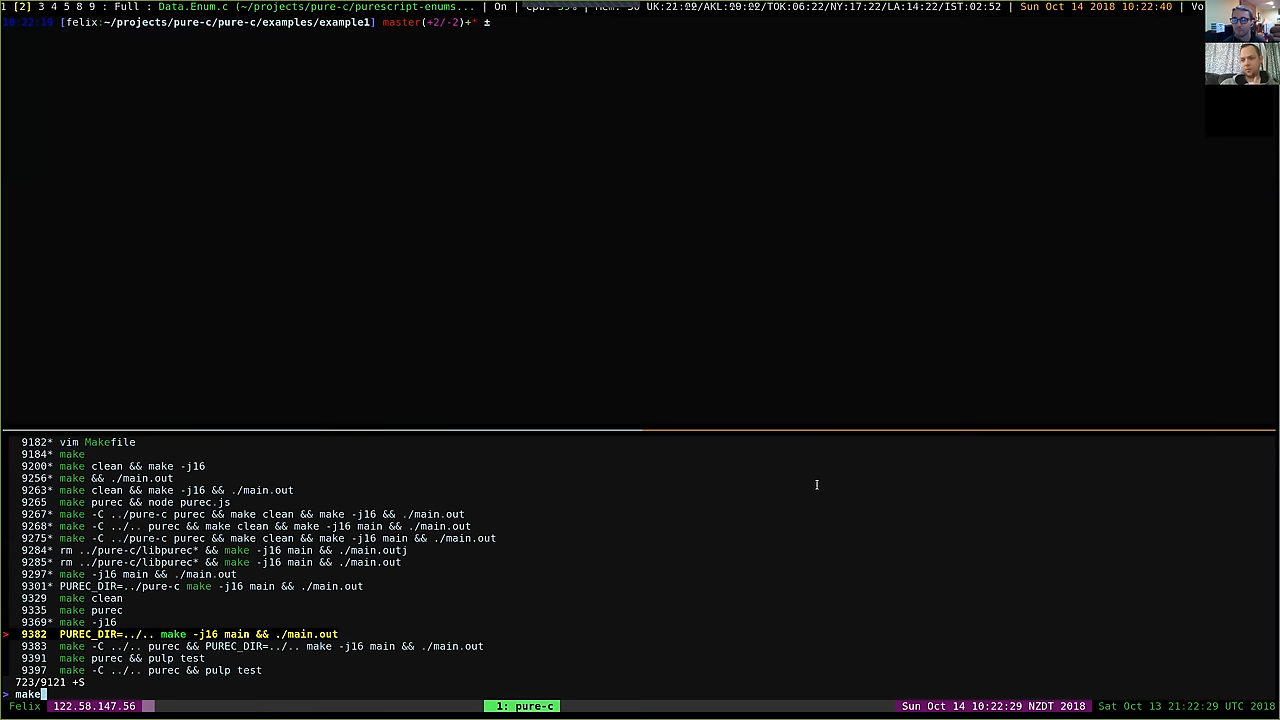 1 [2] 3 4 5 8 9 : Full : Data.Enum.c (~/projects/pure-c/purescript-enums... | On | Cpu: 35% | Mem: 30 UK:21:22/AKL:20:22/TOK:06:22/NY:17:22/LA:14:22/IST:02:52 | Sun Oct 14 2018 10:22:40 | Vo
10:22:19 [felix:~/projects/pure-c/pure-c/examples/example1] master(+2/-2)+* ±
9182* vim Makefile
9184* make
9200* make clean && make -j16
9256* make && ./main.out
9263* make clean && make -j16 && ./main.out
9265 make purec && node purec.js
9267* make -C ../pure-c purec && make clean && make -j16 && ./main.out
9268* make -C ../.. purec && make clean && make -j16 main && ./main.out
9275* make -C ../pure-c purec && make clean && make -j16 main && ./main.out
9284* rm ../pure-c/libpurec* && make -j16 main && ./main.outj
9285* rm ../pure-c/libpurec* && make -j16 main && ./main.out
9297* make -j16 main && ./main.out
9301* PUREC_DIR=../pure-c make -j16 main && ./main.out
9329 make clean
9335 make purec
9369* make -j16
> 9382 PUREC_DIR=../.. make -j16 main && ./main.out
9383 make -C ../.. purec && PUREC_DIR=../.. make -j16 main && ./main.out
9391 make purec && pulp test
9397 make -C ../.. purec && pulp test
723/9121 +S
> make
Felix 122.58.147.56 1: pure-c Sun Oct 14 10:22:29 NZDT 2018 Sat Oct 13 21:22:29 UTC 2018